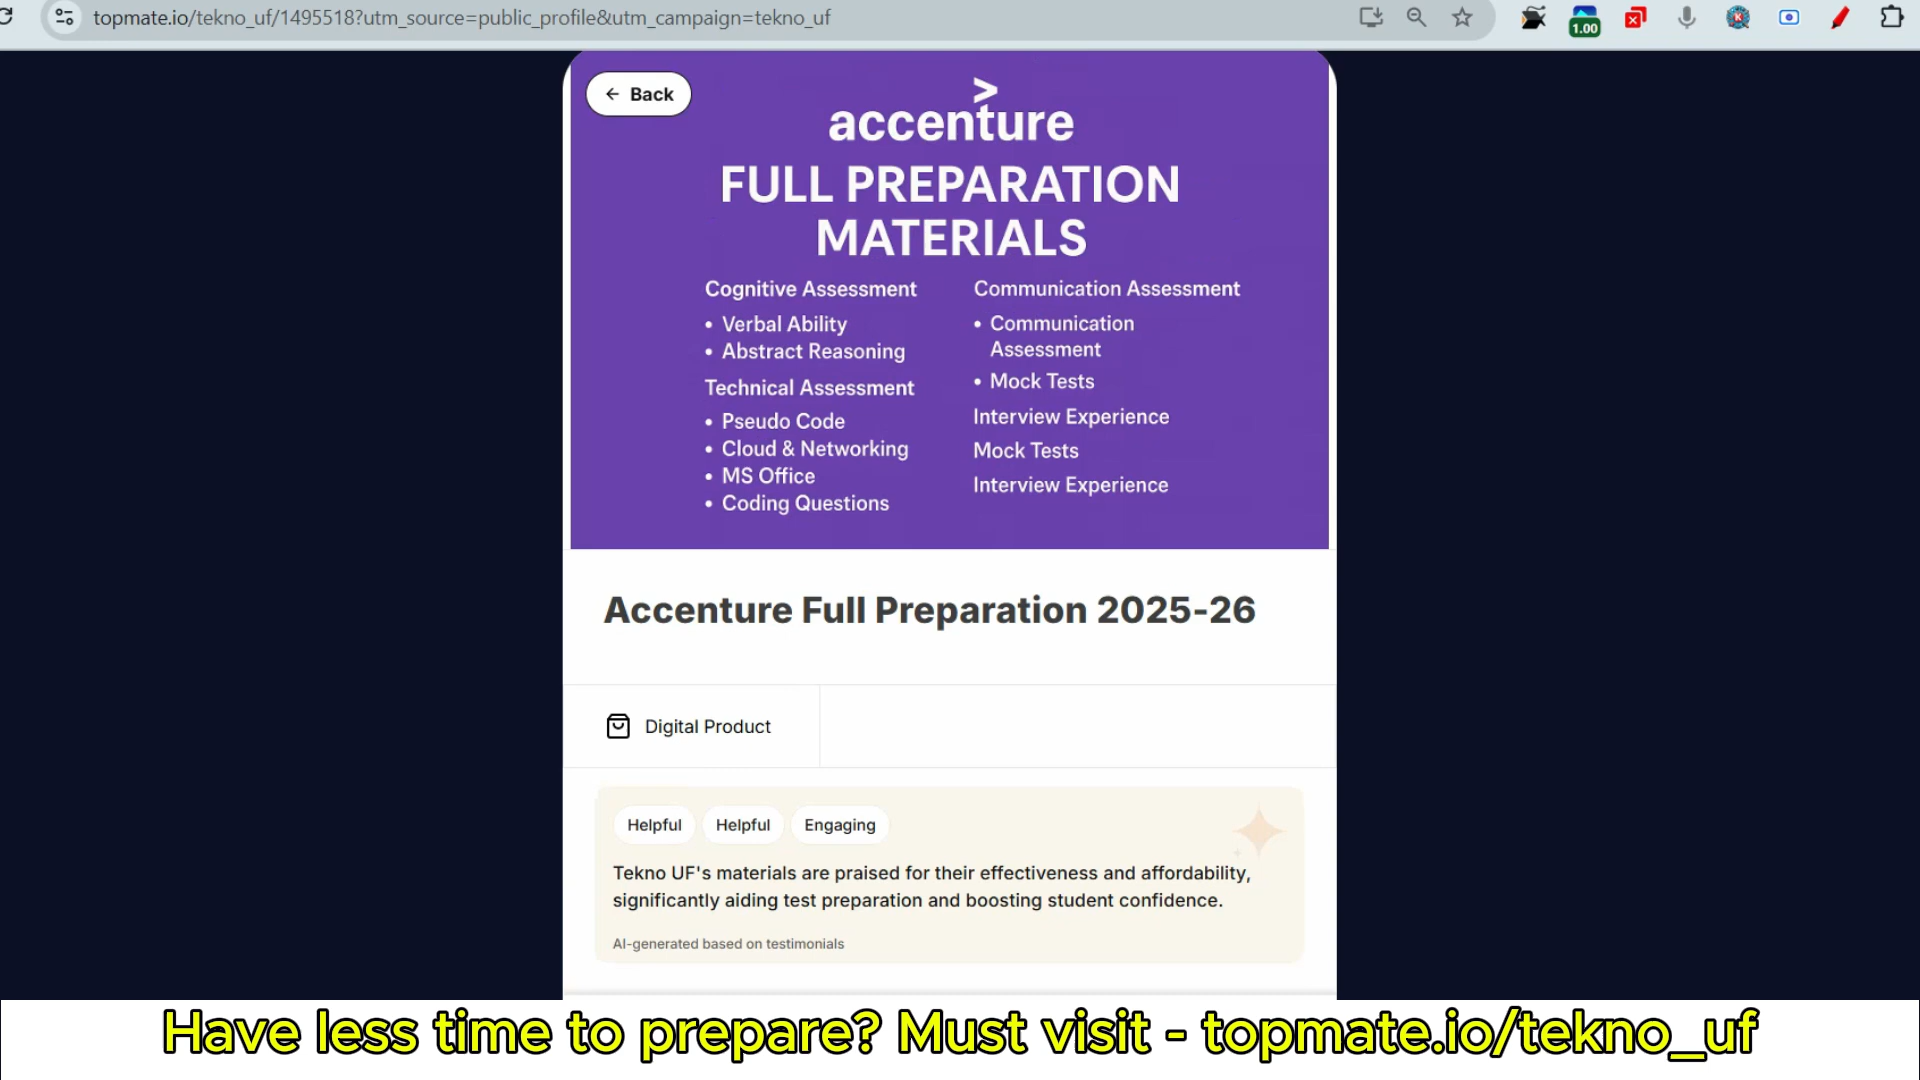 topmate.io/tekno_uf/1495518?utm_source=public_profile&utm_campaign=tekno_uf
1.00
← Back
>
accenture
FULL PREPARATION
MATERIALS
Cognitive Assessment
• Verbal Ability
• Abstract Reasoning
Technical Assessment
• Pseudo Code
• Cloud & Networking
• MS Office
• Coding Questions
Communication Assessment
• Communication
Assessment
• Mock Tests
Interview Experience
Mock Tests
Interview Experience
Accenture Full Preparation 2025-26
Digital Product
Helpful Helpful Engaging
Tekno UF's materials are praised for their effectiveness and affordability,
significantly aiding test preparation and boosting student confidence.
AI-generated based on testimonials
Have less time to prepare? Must visit - topmate.io/tekno_uf